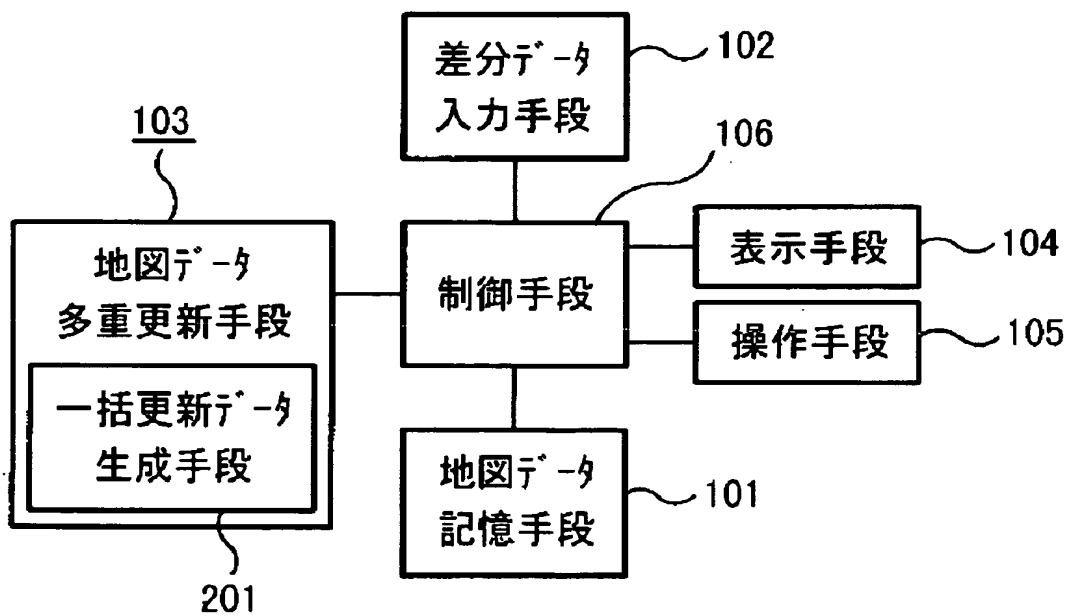 差分データ
入力手段
102
103
106
地図データ
多重更新手段
制御手段
表示手段
104
操作手段
105
一括更新データ
生成手段
地図データ
記憶手段
101
201